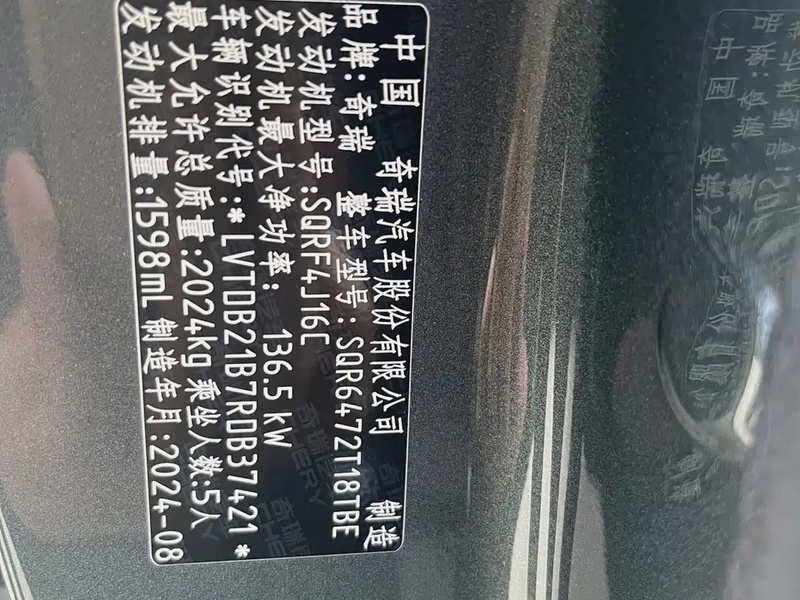 中国 奇瑞汽车股份有限公司 制造
品牌:奇瑞 整车型号:SQR6472T18TBE
发动机型号:SQRF4J16C
发动机最大净功率: 136.5 kW
车辆识别代号:*LVTDB21B7RDB37421*
最大允许总质量:2024kg 乘坐人数:5人
发动机排量:1598mL 制造年月:2024-08